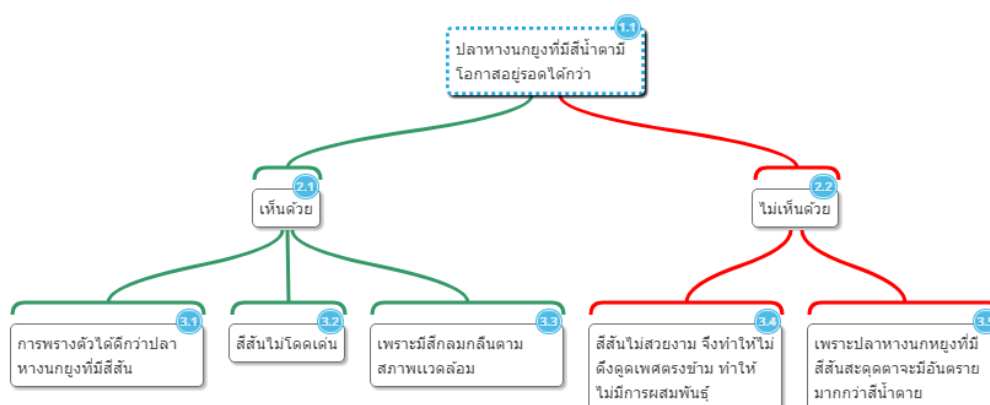 1.1
ปลาหางนกยูงที่มีสีน้ำตามี
โอกาสอยู่รอดได้กว่า
2.1
เห็นด้วย
2.2
ไม่เห็นด้วย
3.1
การพรางตัวได้ดีกว่าปลา
หางนกยูงที่มีสีสัน
3.2
สีสันไม่โดดเด่น
3.3
เพราะมีสีกลมกลืนตาม
สภาพแวดล้อม
3.4
สีสันไม่สวยงาม จึงทำให้ไม่
ดึงดูดเพศตรงข้าม ทำให้
ไม่มีการผสมพันธุ์
3.5
เพราะปลาหางนกหยูงที่มี
สีสันสะดุดตาจะมีอันตราย
มากกว่าสีน้ำตาย